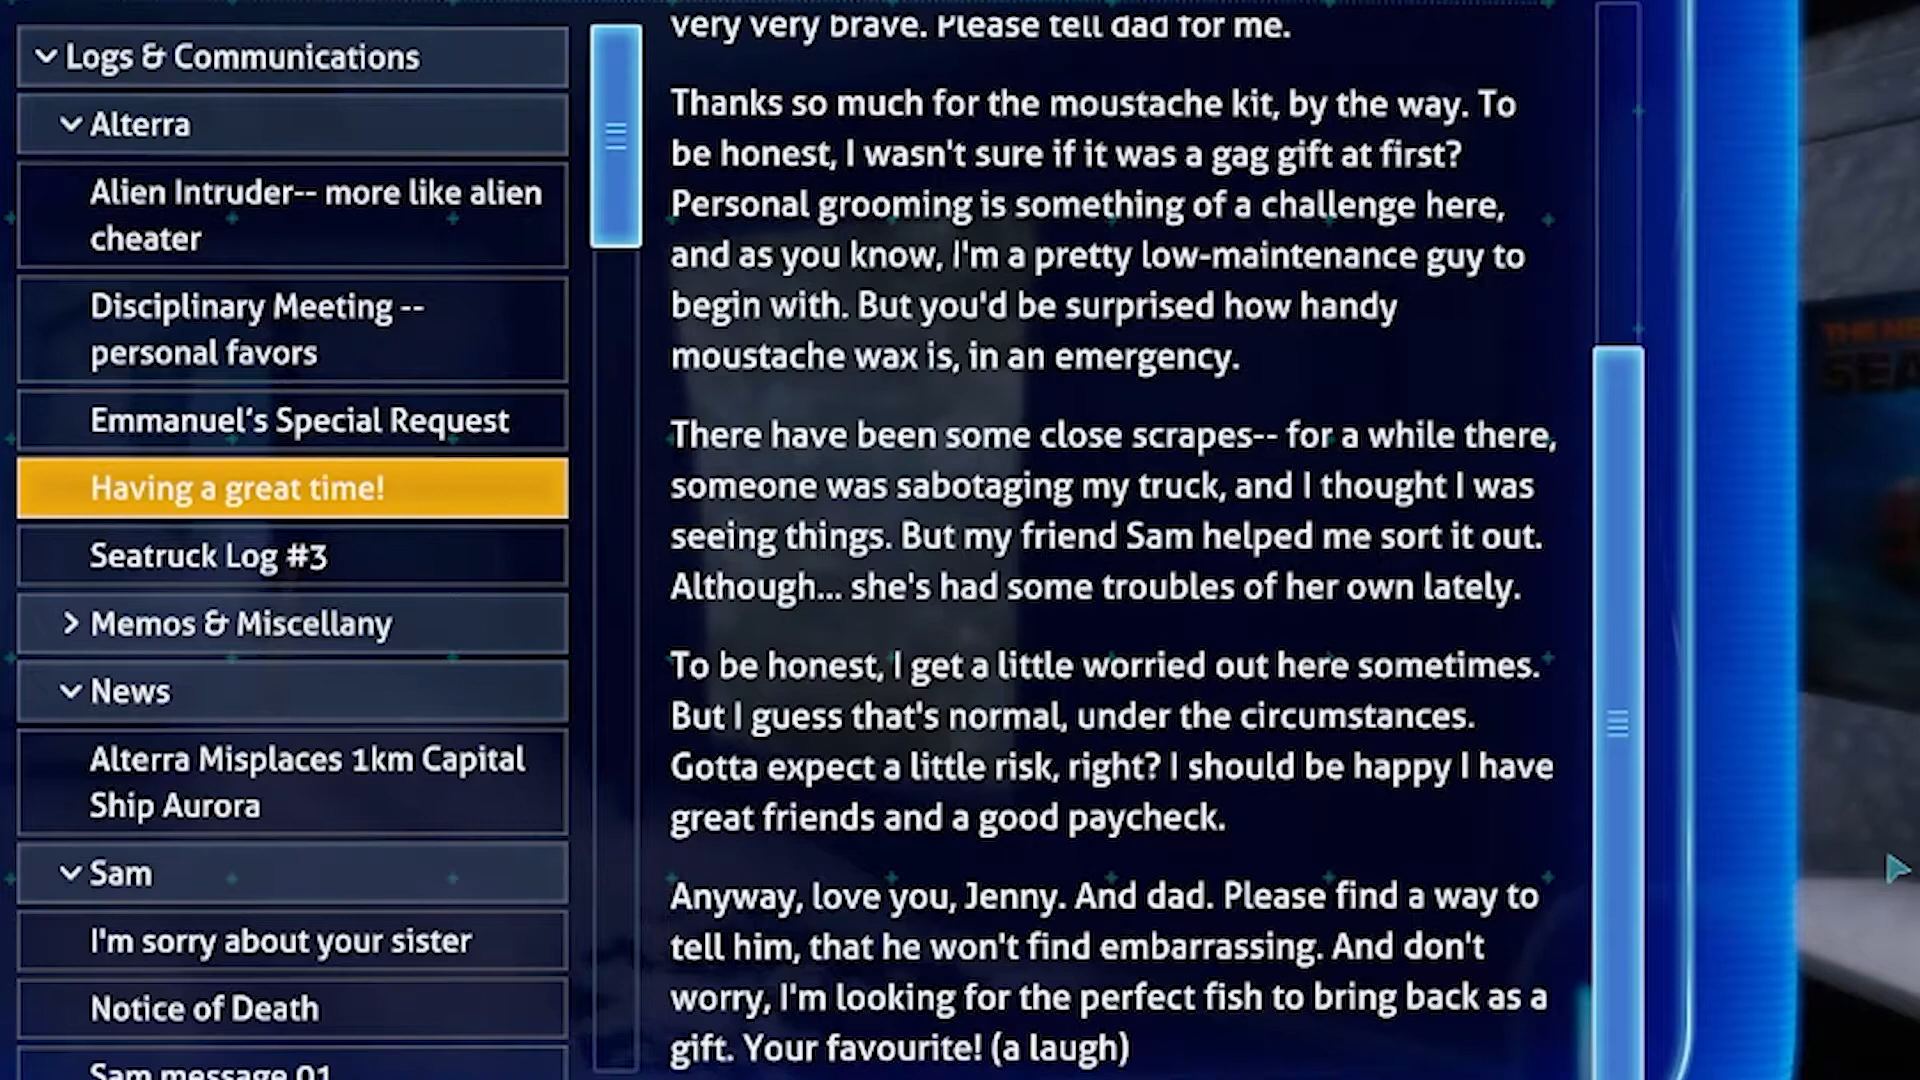 Logs & Communications
Alterra
Alien Intruder-- more like alien
cheater
Disciplinary Meeting --
personal favors
Emmanuel's Special Request
Having a great time!
Seatruck Log #3
Memos & Miscellany
News
Alterra Misplaces 1km Capital
Ship Aurora
Sam
I'm sorry about your sister
Notice of Death
Sam message 01
very very brave. Please tell dad for me.
Thanks so much for the moustache kit, by the way. To
be honest, I wasn't sure if it was a gag gift at first?
Personal grooming is something of a challenge here,
and as you know, I'm a pretty low-maintenance guy to
begin with. But you'd be surprised how handy
moustache wax is, in an emergency.
There have been some close scrapes-- for a while there,
someone was sabotaging my truck, and I thought I was
seeing things. But my friend Sam helped me sort it out.
Although... she's had some troubles of her own lately.
To be honest, I get a little worried out here sometimes.
But I guess that's normal, under the circumstances.
Gotta expect a little risk, right? I should be happy I have
great friends and a good paycheck.
Anyway, love you, Jenny. And dad. Please find a way to
tell him, that he won't find embarrassing. And don't
worry, I'm looking for the perfect fish to bring back as a
gift. Your favourite! (a laugh)